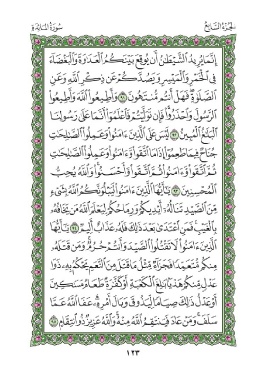 الجزء السابع
سورة المائدة
إِنَّمَا يُرِيدُ ٱلشَّيْطَٰنُ أَن يُوقِعَ بَيْنَكُمُ ٱلْعَدَٰوَةَ وَٱلْبَغْضَآءَ
فِى ٱلْخَمْرِ وَٱلْمَيْسِرِ وَيَصُدَّكُمْ عَن ذِكْرِ ٱللَّهِ وَعَنِ
ٱلصَّلَوٰةِ فَهَلْ أَنتُم مُّنتَهُونَ ٩١ وَأَطِيعُوا۟ ٱللَّهَ وَأَطِيعُوا۟
ٱلرَّسُولَ وَٱحْذَرُوا۟ فَإِن تَوَلَّيْتُمْ فَٱعْلَمُوٓا۟ أَنَّمَا عَلَىٰ رَسُولِنَا
ٱلْبَلَٰغُ ٱلْمُبِينُ ٩٢ لَيْسَ عَلَى ٱلَّذِينَ ءَامَنُوا۟ وَعَمِلُوا۟ ٱلصَّٰلِحَٰتِ
جُنَاحٌ فِيمَا طَعِمُوٓا۟ إِذَا مَا ٱتَّقَوا۟ وَّءَامَنُوا۟ وَعَمِلُوا۟ ٱلصَّٰلِحَٰتِ
ثُمَّ ٱتَّقَوا۟ وَّءَامَنُوا۟ ثُمَّ ٱتَّقَوا۟ وَّأَحْسَنُوا۟ وَٱللَّهُ يُحِبُّ
ٱلْمُحْسِنِينَ ٩٣ يَٰٓأَيُّهَا ٱلَّذِينَ ءَامَنُوا۟ لَيَبْلُوَنَّكُمُ ٱللَّهُ بِشَىْءٍ
مِّنَ ٱلصَّيْدِ تَنَالُهُۥٓ أَيْدِيكُمْ وَرِمَاحُكُمْ لِيَعْلَمَ ٱللَّهُ مَن يَخَافُهُۥ
بِٱلْغَيْبِ فَمَنِ ٱعْتَدَىٰ بَعْدَ ذَٰلِكَ فَلَهُۥ عَذَابٌ أَلِيمٌ ٩٤ يَٰٓأَيُّهَا
ٱلَّذِينَ ءَامَنُوا۟ لَا تَقْتُلُوا۟ ٱلصَّيْدَ وَأَنتُمْ حُرُمٌ وَمَن قَتَلَهُۥ
مِنكُم مُّتَعَمِّدًا فَجَزَآءٌ مِّثْلُ مَا قَتَلَ مِنَ ٱلنَّعَمِ يَحْكُمُ بِهِۦ ذَوَا
عَدْلٍ مِّنكُمْ هَدْيًۢا بَٰلِغَ ٱلْكَعْبَةِ أَوْ كَفَّٰرَةٌ طَعَامُ مَسَٰكِينَ
أَوْ عَدْلُ ذَٰلِكَ صِيَامًا لِّيَذُوقَ وَبَالَ أَمْرِهِۦ عَفَا ٱللَّهُ عَمَّا
سَلَفَ وَمَنْ عَادَ فَيَنتَقِمُ ٱللَّهُ مِنْهُ وَٱللَّهُ عَزِيزٌ ذُو ٱنتِقَامٍ ٩٥
١٢٣